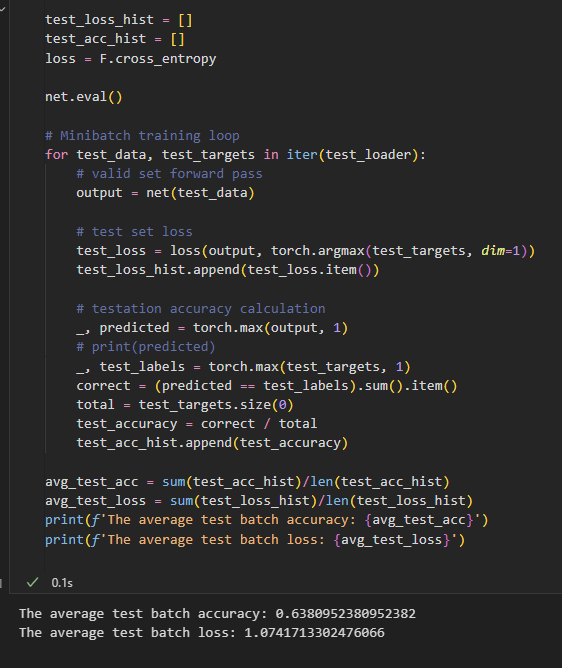 test_loss_hist = []
test_acc_hist = []
loss = F.cross_entropy
net.eval()
# Minibatch training loop
for test_data, test_targets in iter(test_loader):
# valid set forward pass
output = net(test_data)
# test set loss
test_loss = loss(output, torch.argmax(test_targets, dim=1))
test_loss_hist.append(test_loss.item())
# testation accuracy calculation
_, predicted = torch.max(output, 1)
# print(predicted)
_, test_labels = torch.max(test_targets, 1)
correct = (predicted == test_labels).sum().item()
total = test_targets.size(0)
test_accuracy = correct / total
test_acc_hist.append(test_accuracy)
avg_test_acc = sum(test_acc_hist)/len(test_acc_hist)
avg_test_loss = sum(test_loss_hist)/len(test_loss_hist)
print(f'The average test batch accuracy: {avg_test_acc}')
print(f'The average test batch loss: {avg_test_loss}')
0.1s
The average test batch accuracy: 0.6380952380952382
The average test batch loss: 1.0741713302476066